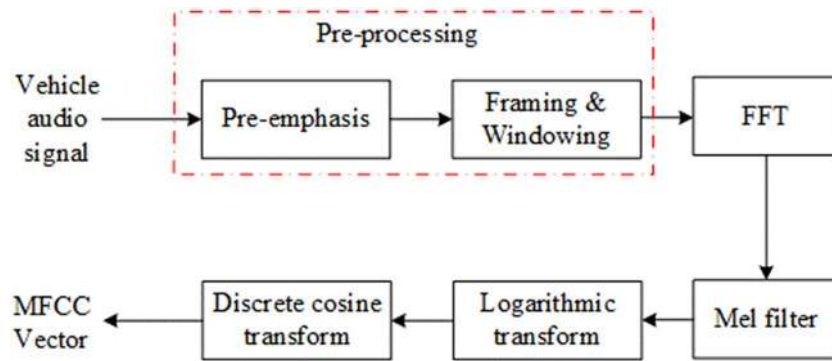 Pre-processing
Vehicle
audio
signal
Pre-emphasis
Framing &
Windowing
FFT
Mel filter
Logarithmic
transform
Discrete cosine
transform
MFCC
Vector